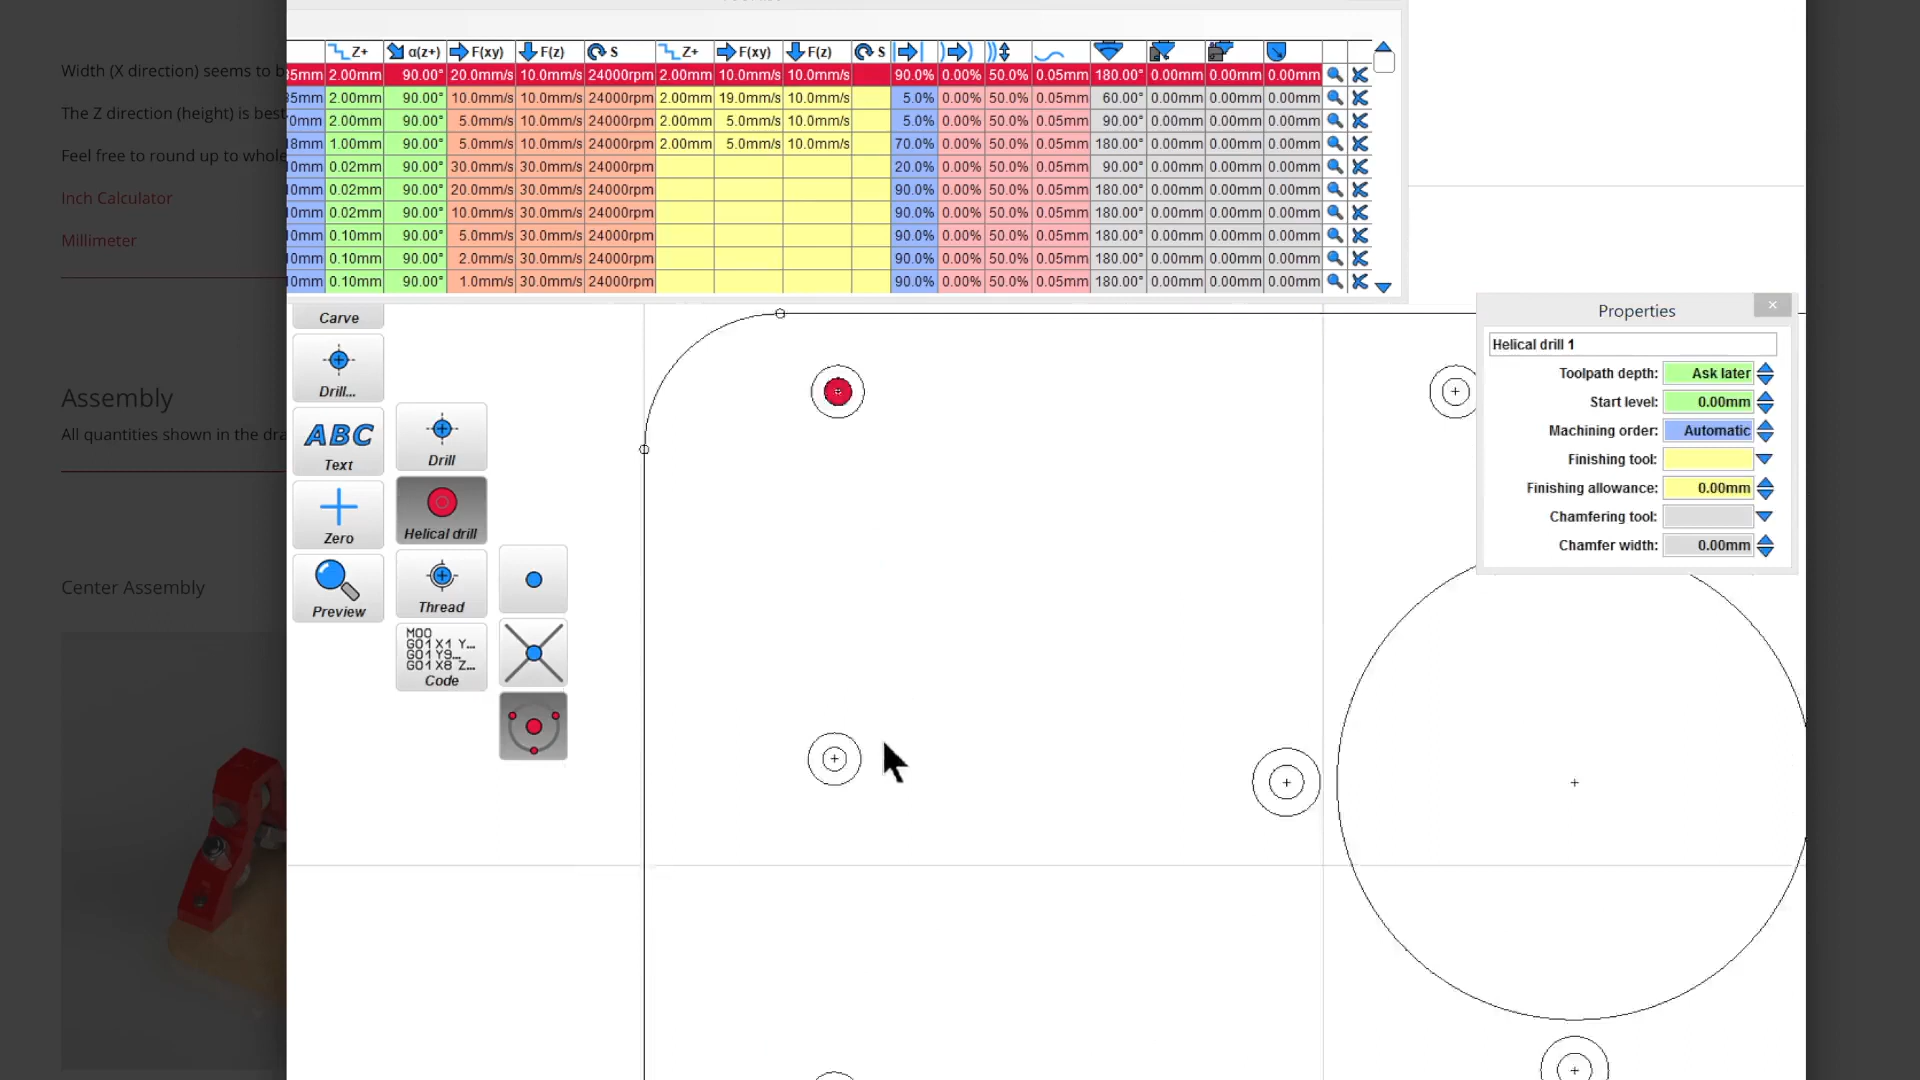 Width (X direction) seems to b
The Z direction (height) is best
Feel free to round up to whole
Inch Calculator
Millimeter
Assembly
All quantities shown in the dra
Center Assembly
Z+ α(z+) F(xy) F(z) S Z+ F(xy) F(z) S
35mm 2.00mm 90.00° 20.0mm/s 10.0mm/s 24000rpm 2.00mm 10.0mm/s 10.0mm/s 90.0% 0.00% 50.0% 0.05mm 180.00° 0.00mm 0.00mm 0.00mm
35mm 2.00mm 90.00° 10.0mm/s 10.0mm/s 24000rpm 2.00mm 19.0mm/s 10.0mm/s 5.0% 0.00% 50.0% 0.05mm 60.00° 0.00mm 0.00mm 0.00mm
0mm 2.00mm 90.00° 5.0mm/s 10.0mm/s 24000rpm 2.00mm 5.0mm/s 10.0mm/s 5.0% 0.00% 50.0% 0.05mm 90.00° 0.00mm 0.00mm 0.00mm
18mm 1.00mm 90.00° 5.0mm/s 10.0mm/s 24000rpm 2.00mm 5.0mm/s 10.0mm/s 70.0% 0.00% 50.0% 0.05mm 180.00° 0.00mm 0.00mm 0.00mm
10mm 0.02mm 90.00° 30.0mm/s 30.0mm/s 24000rpm 20.0% 0.00% 50.0% 0.05mm 90.00° 0.00mm 0.00mm 0.00mm
10mm 0.02mm 90.00° 20.0mm/s 30.0mm/s 24000rpm 90.0% 0.00% 50.0% 0.05mm 180.00° 0.00mm 0.00mm 0.00mm
10mm 0.02mm 90.00° 10.0mm/s 30.0mm/s 24000rpm 90.0% 0.00% 50.0% 0.05mm 180.00° 0.00mm 0.00mm 0.00mm
10mm 0.10mm 90.00° 5.0mm/s 30.0mm/s 24000rpm 90.0% 0.00% 50.0% 0.05mm 180.00° 0.00mm 0.00mm 0.00mm
10mm 0.10mm 90.00° 2.0mm/s 30.0mm/s 24000rpm 90.0% 0.00% 50.0% 0.05mm 180.00° 0.00mm 0.00mm 0.00mm
10mm 0.10mm 90.00° 1.0mm/s 30.0mm/s 24000rpm 90.0% 0.00% 50.0% 0.05mm 180.00° 0.00mm 0.00mm 0.00mm
Carve
Drill...
ABC
Text
Zero
Preview
Drill
Helical drill
Thread
M00
G01 X1 Y...
G01 Y9...
G01 X8 Z...
Code
Properties
Helical drill 1
Toolpath depth: Ask later
Start level: 0.00mm
Machining order: Automatic
Finishing tool:
Finishing allowance: 0.00mm
Chamfering tool:
Chamfer width: 0.00mm